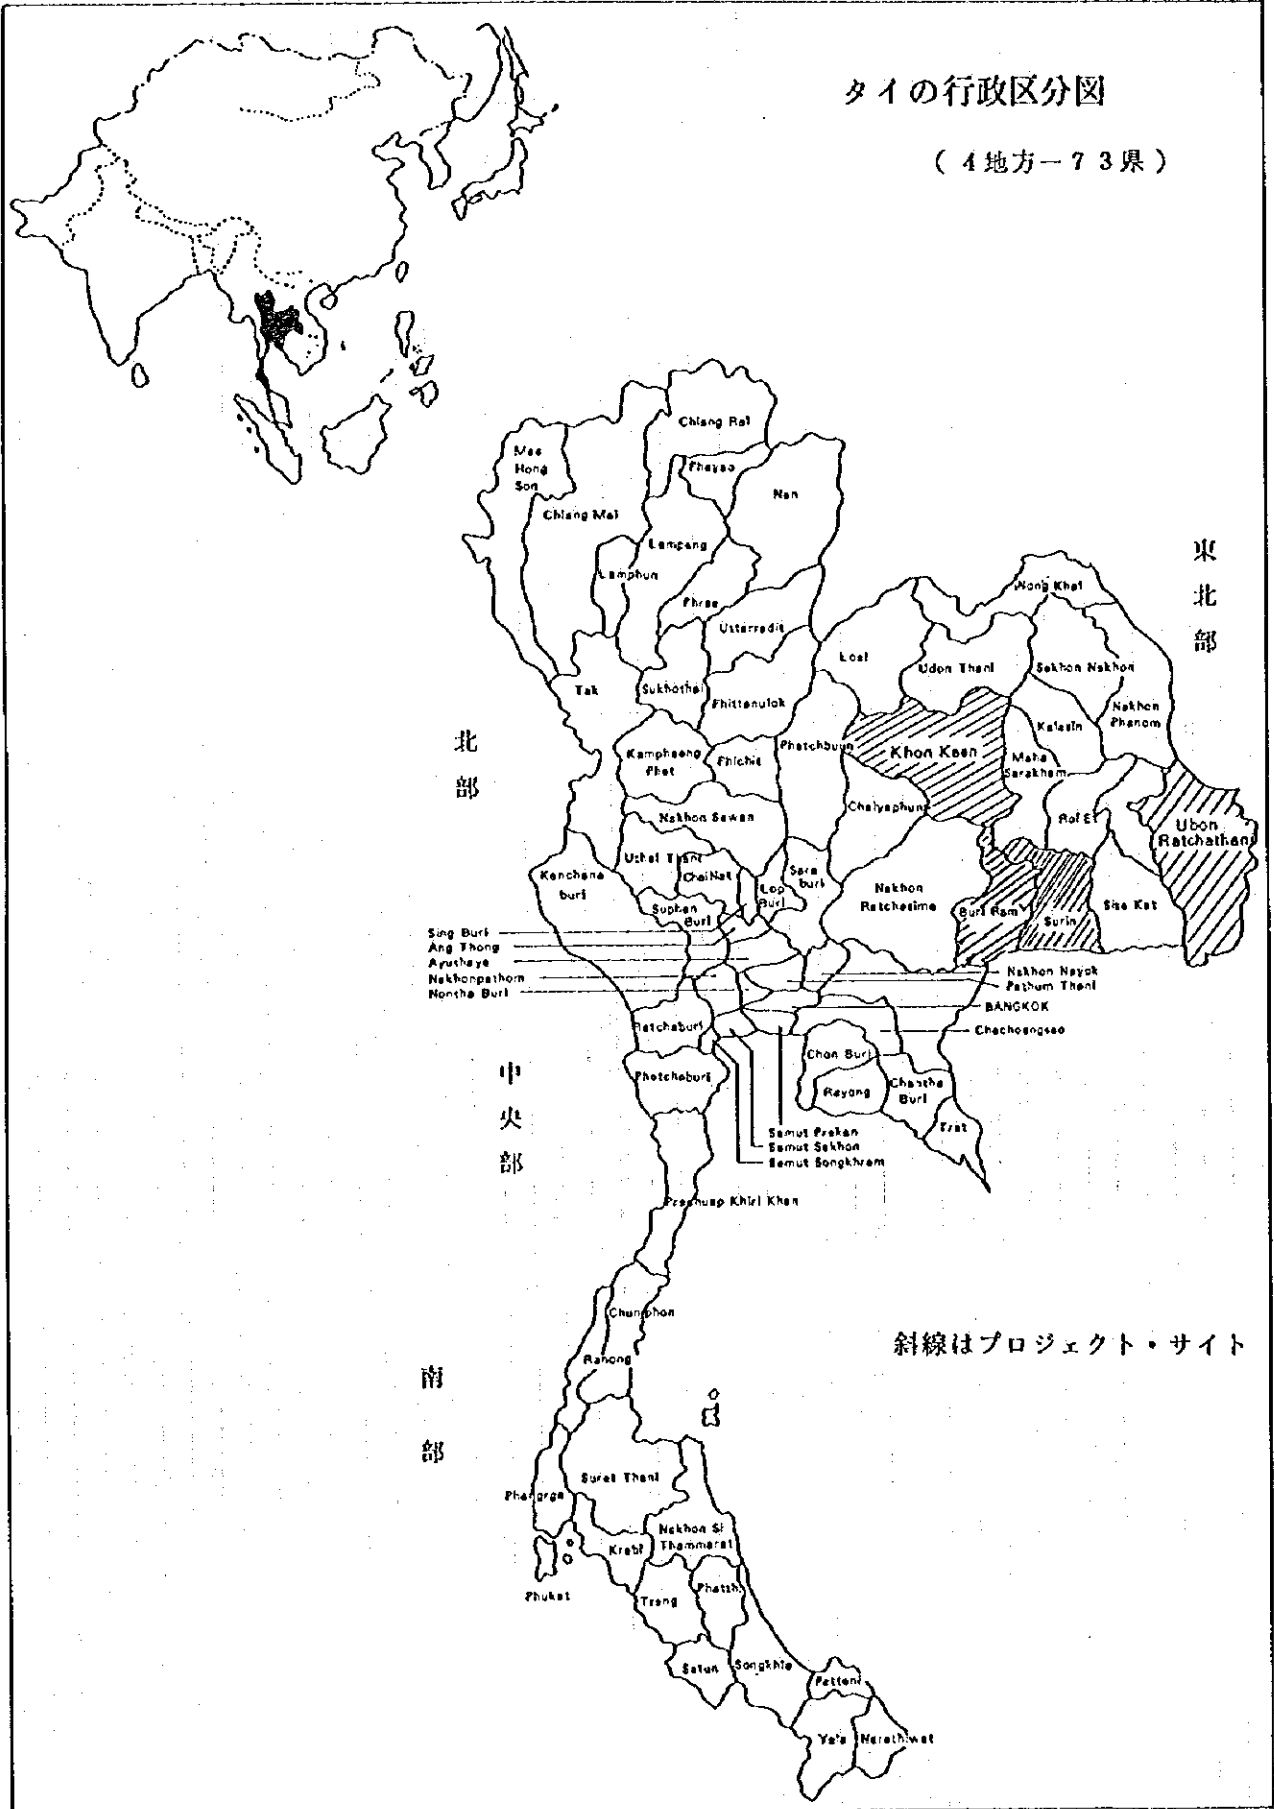 タイの行政区分図
(4地方-73県)
Chiang Rai
Mae
Hong
Son
Phayao
Nan
Chiang Mai
Lampang
Lamphun
Phrae
Uttarradit
東北部
Nong Khai
Loei
Udon Thani
Sakhon Nakhon
Tak
Sukhothai
Phittanulok
Nakhon
Phanom
Kalasin
北部
Kamphaeng
Phet
Phichit
Phetchbuun
Khon Kaen
Maha
Sarakham
Nakhon Sawan
Chaiyaphun
Roi Et
Ubon
Ratchathani
Uthai Thani
Chai Nat
Sara
buri
Kanchana
buri
Lop
Buri
Nakhon
Ratchasima
Suphan
Buri
Buri Ram
Surin
Sisa Ket
Sing Buri
Ang Thong
Ayuthaya
Nakhonpathom
Nontha Buri
Nakhon Nayok
Pathum Thani
BANGKOK
Chachoengsao
Ratchaburi
Chon Buri
Phetchaburi
Rayong
Chantha
Buri
Trat
中央部
Samut Prakan
Samut Sakhon
Samut Songkhram
Prachuap Khiri Khan
Chumphon
斜線はプロジェクト・サイト
Ranong
南部
Surat Thani
Phangnga
Nakhon Si
Thammarat
Krabi
Phuket
Trang
Phatth.
Satun
Songkhla
Pattani
Yala
Narathiwat